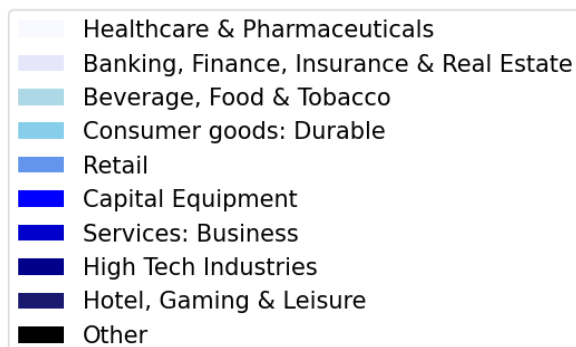 Healthcare & Pharmaceuticals
Banking, Finance, Insurance & Real Estate
Beverage, Food & Tobacco
Consumer goods: Durable
Retail
Capital Equipment
Services: Business
High Tech Industries
Hotel, Gaming & Leisure
Other